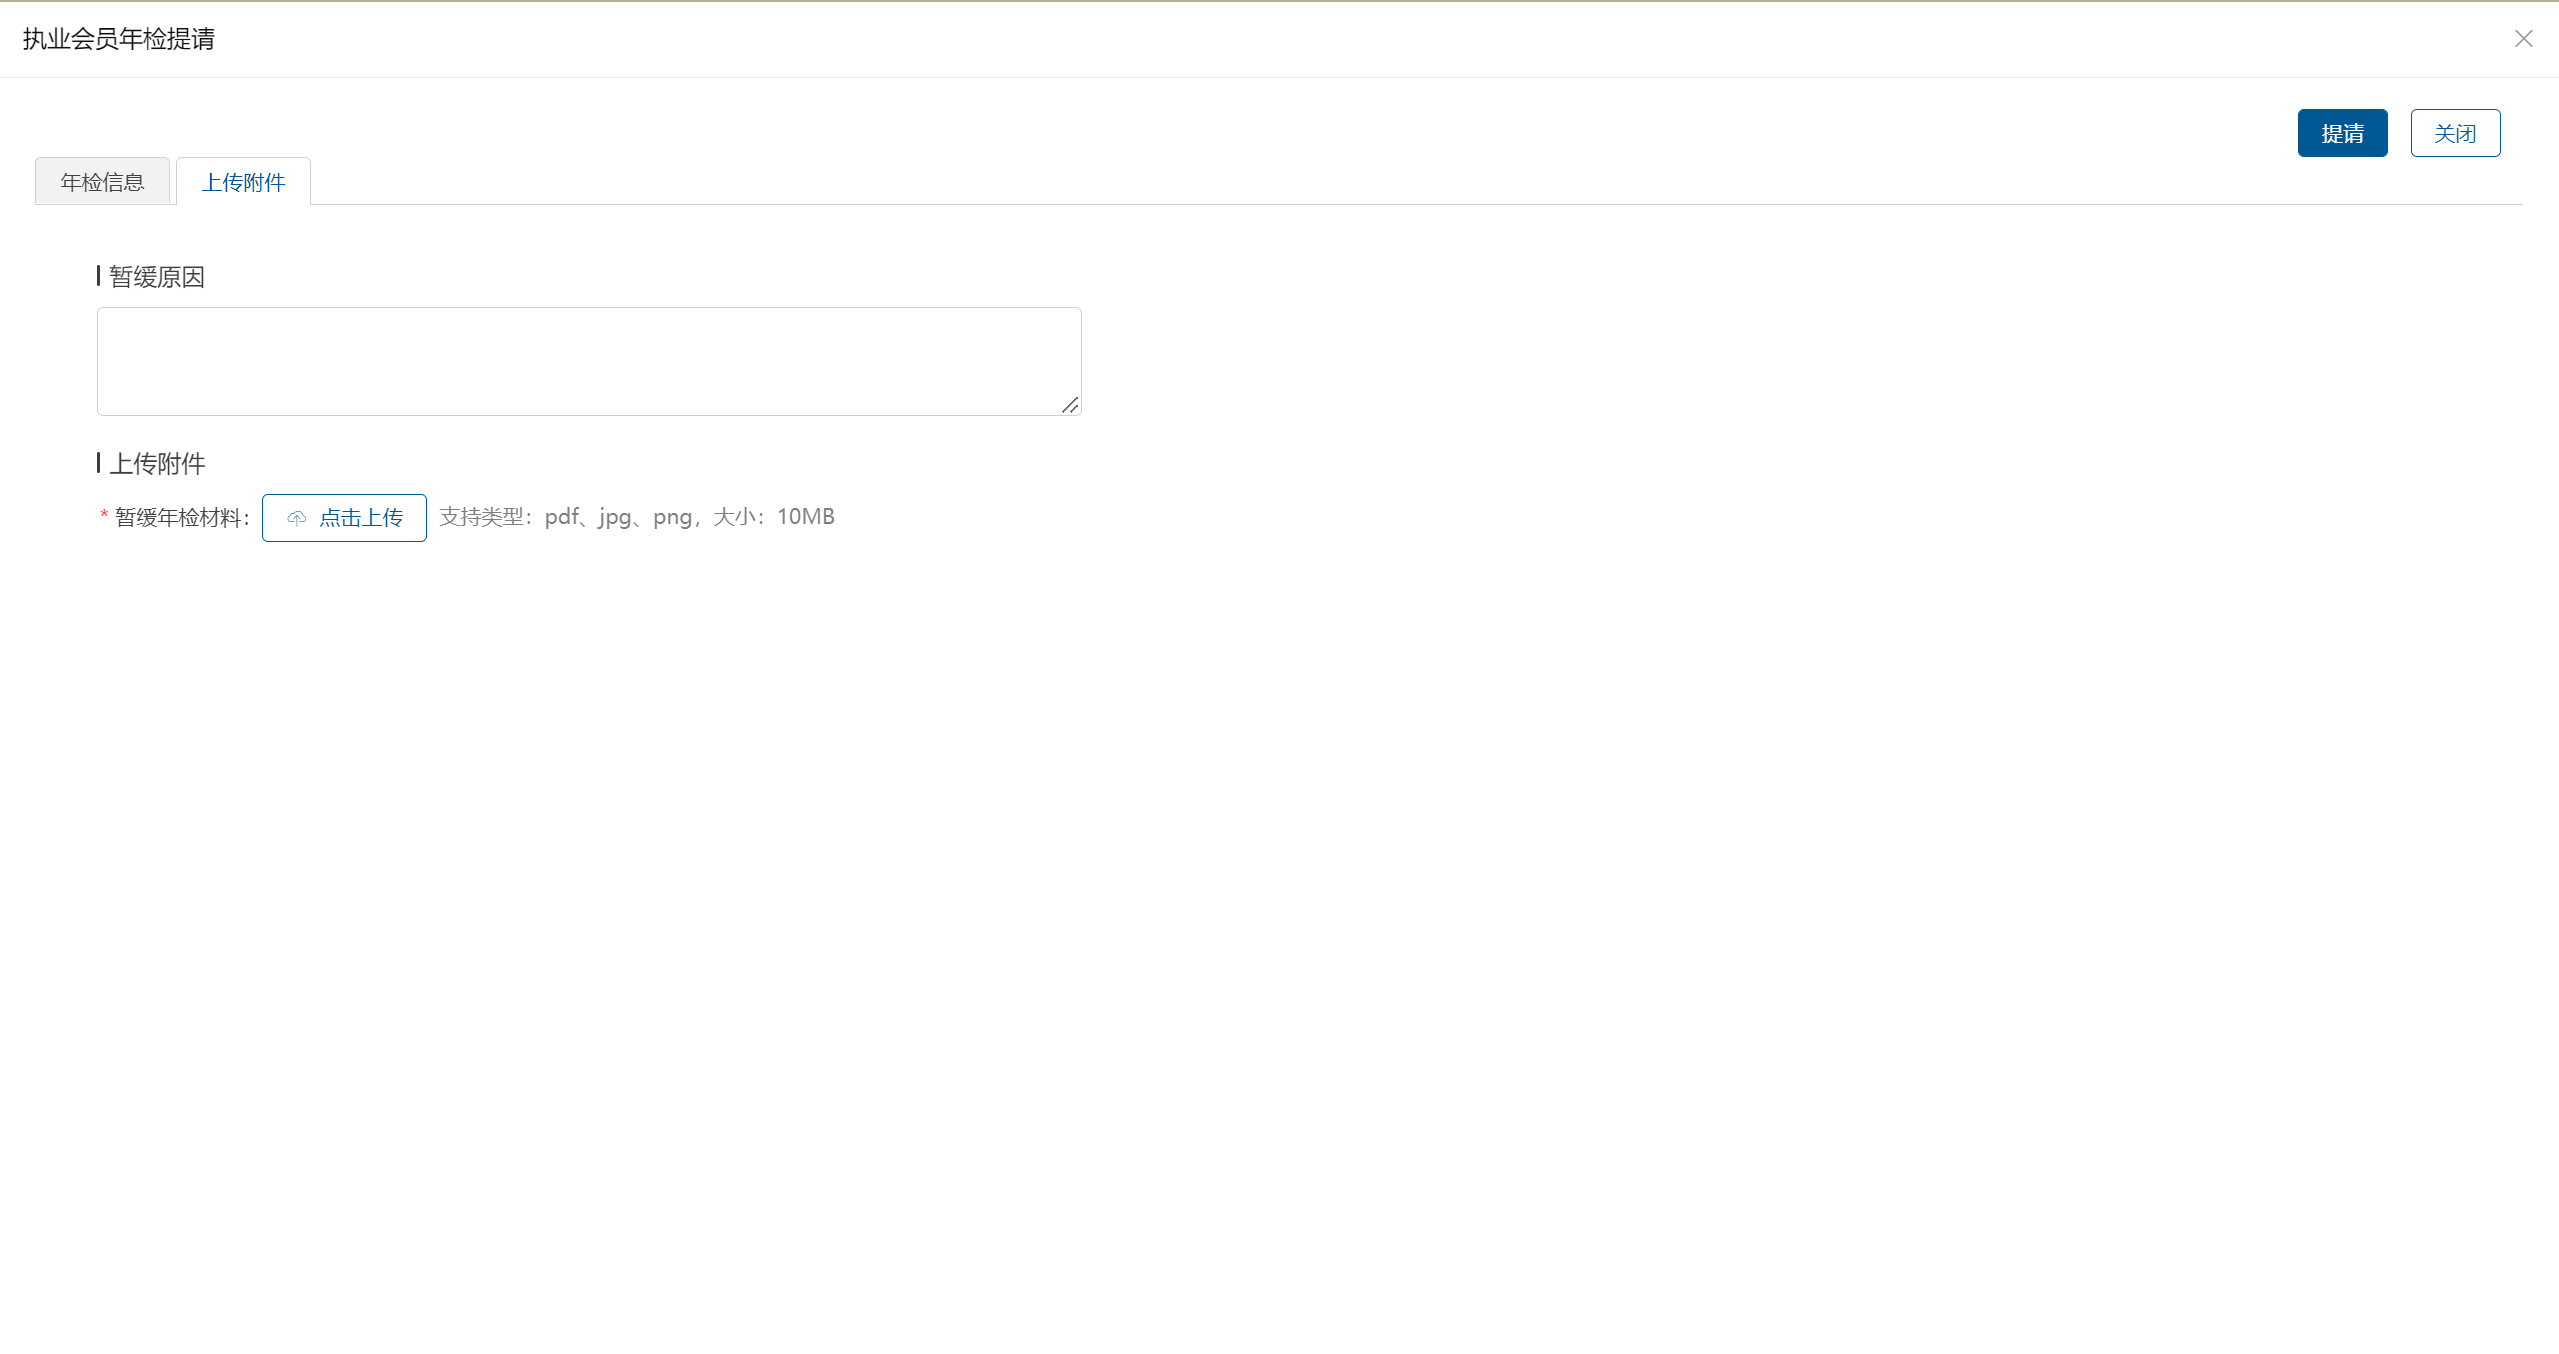 执业会员年检提请
提请 关闭
年检信息 上传附件
暂缓原因
上传附件
* 暂缓年检材料： 点击上传 支持类型：pdf、jpg、png，大小：10MB